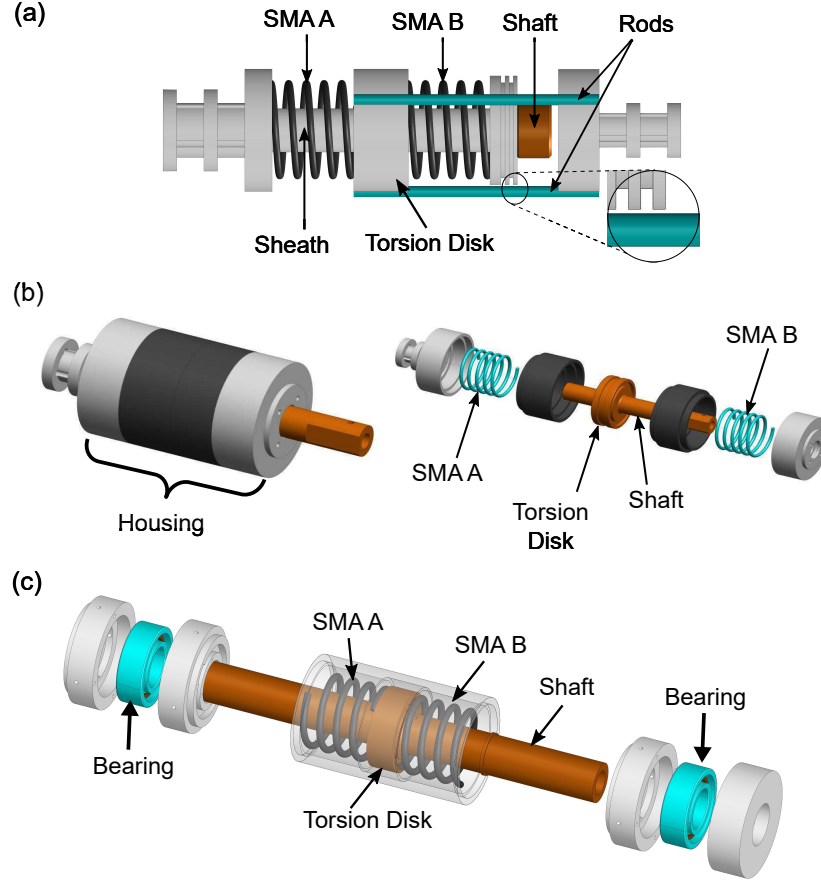 (a)
SMA A
SMA B
Shaft
Rods
Sheath
Torsion Disk
(b)
Housing
SMA A
Torsion
Disk
Shaft
SMA B
(c)
SMA A
SMA B
Shaft
Bearing
Bearing
Torsion Disk